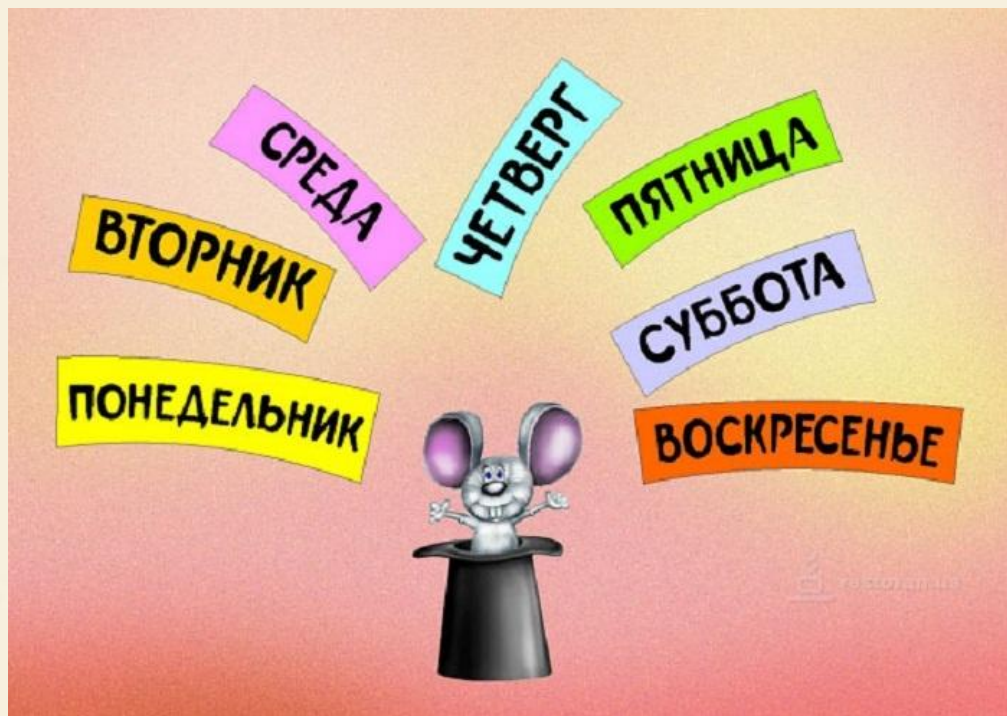 ПОНЕДЕЛЬНИК
ВТОРНИК
СРЕДА
ЧЕТВЕРГ
ПЯТНИЦА
СУББОТА
ВОСКРЕСЕНЬЕ